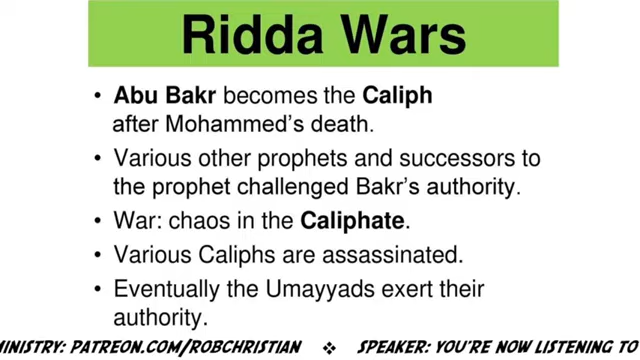 Ridda Wars
• Abu Bakr becomes the Caliph
after Mohammed's death.
• Various other prophets and successors to
the prophet challenged Bakr's authority.
• War: chaos in the Caliphate.
• Various Caliphs are assassinated.
• Eventually the Umayyads exert their
authority.
MINISTRY: PATREON.COM/ROBCHRISTIAN ❖ SPEAKER: YOU'RE NOW LISTENING TO